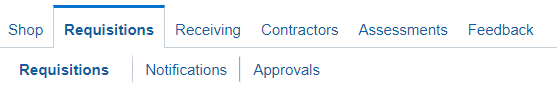 Shop Requisitions Receiving Contractors Assessments Feedback
Requisitions Notifications Approvals